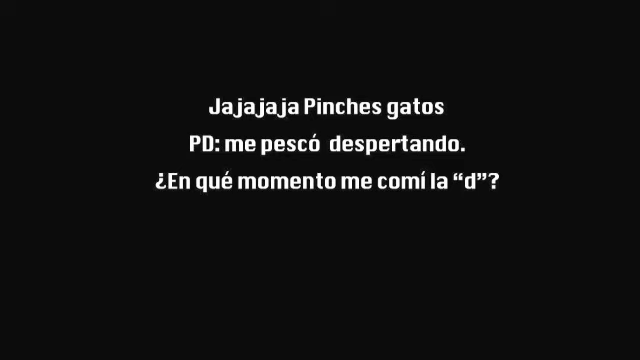 Jajajaja Pinches gatos
PD: me pescó  despertando.
¿En qué momento me comí la “d”?